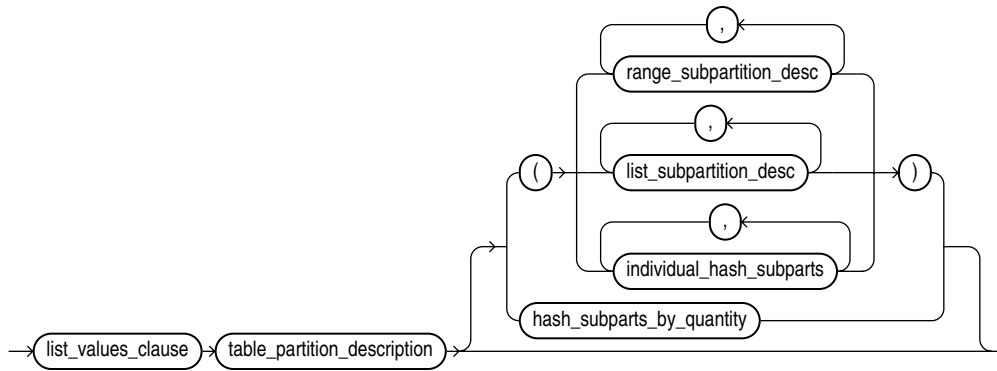 ,
range_subpartition_desc
,
( list_subpartition_desc )
,
individual_hash_subparts
hash_subparts_by_quantity
list_values_clause table_partition_description